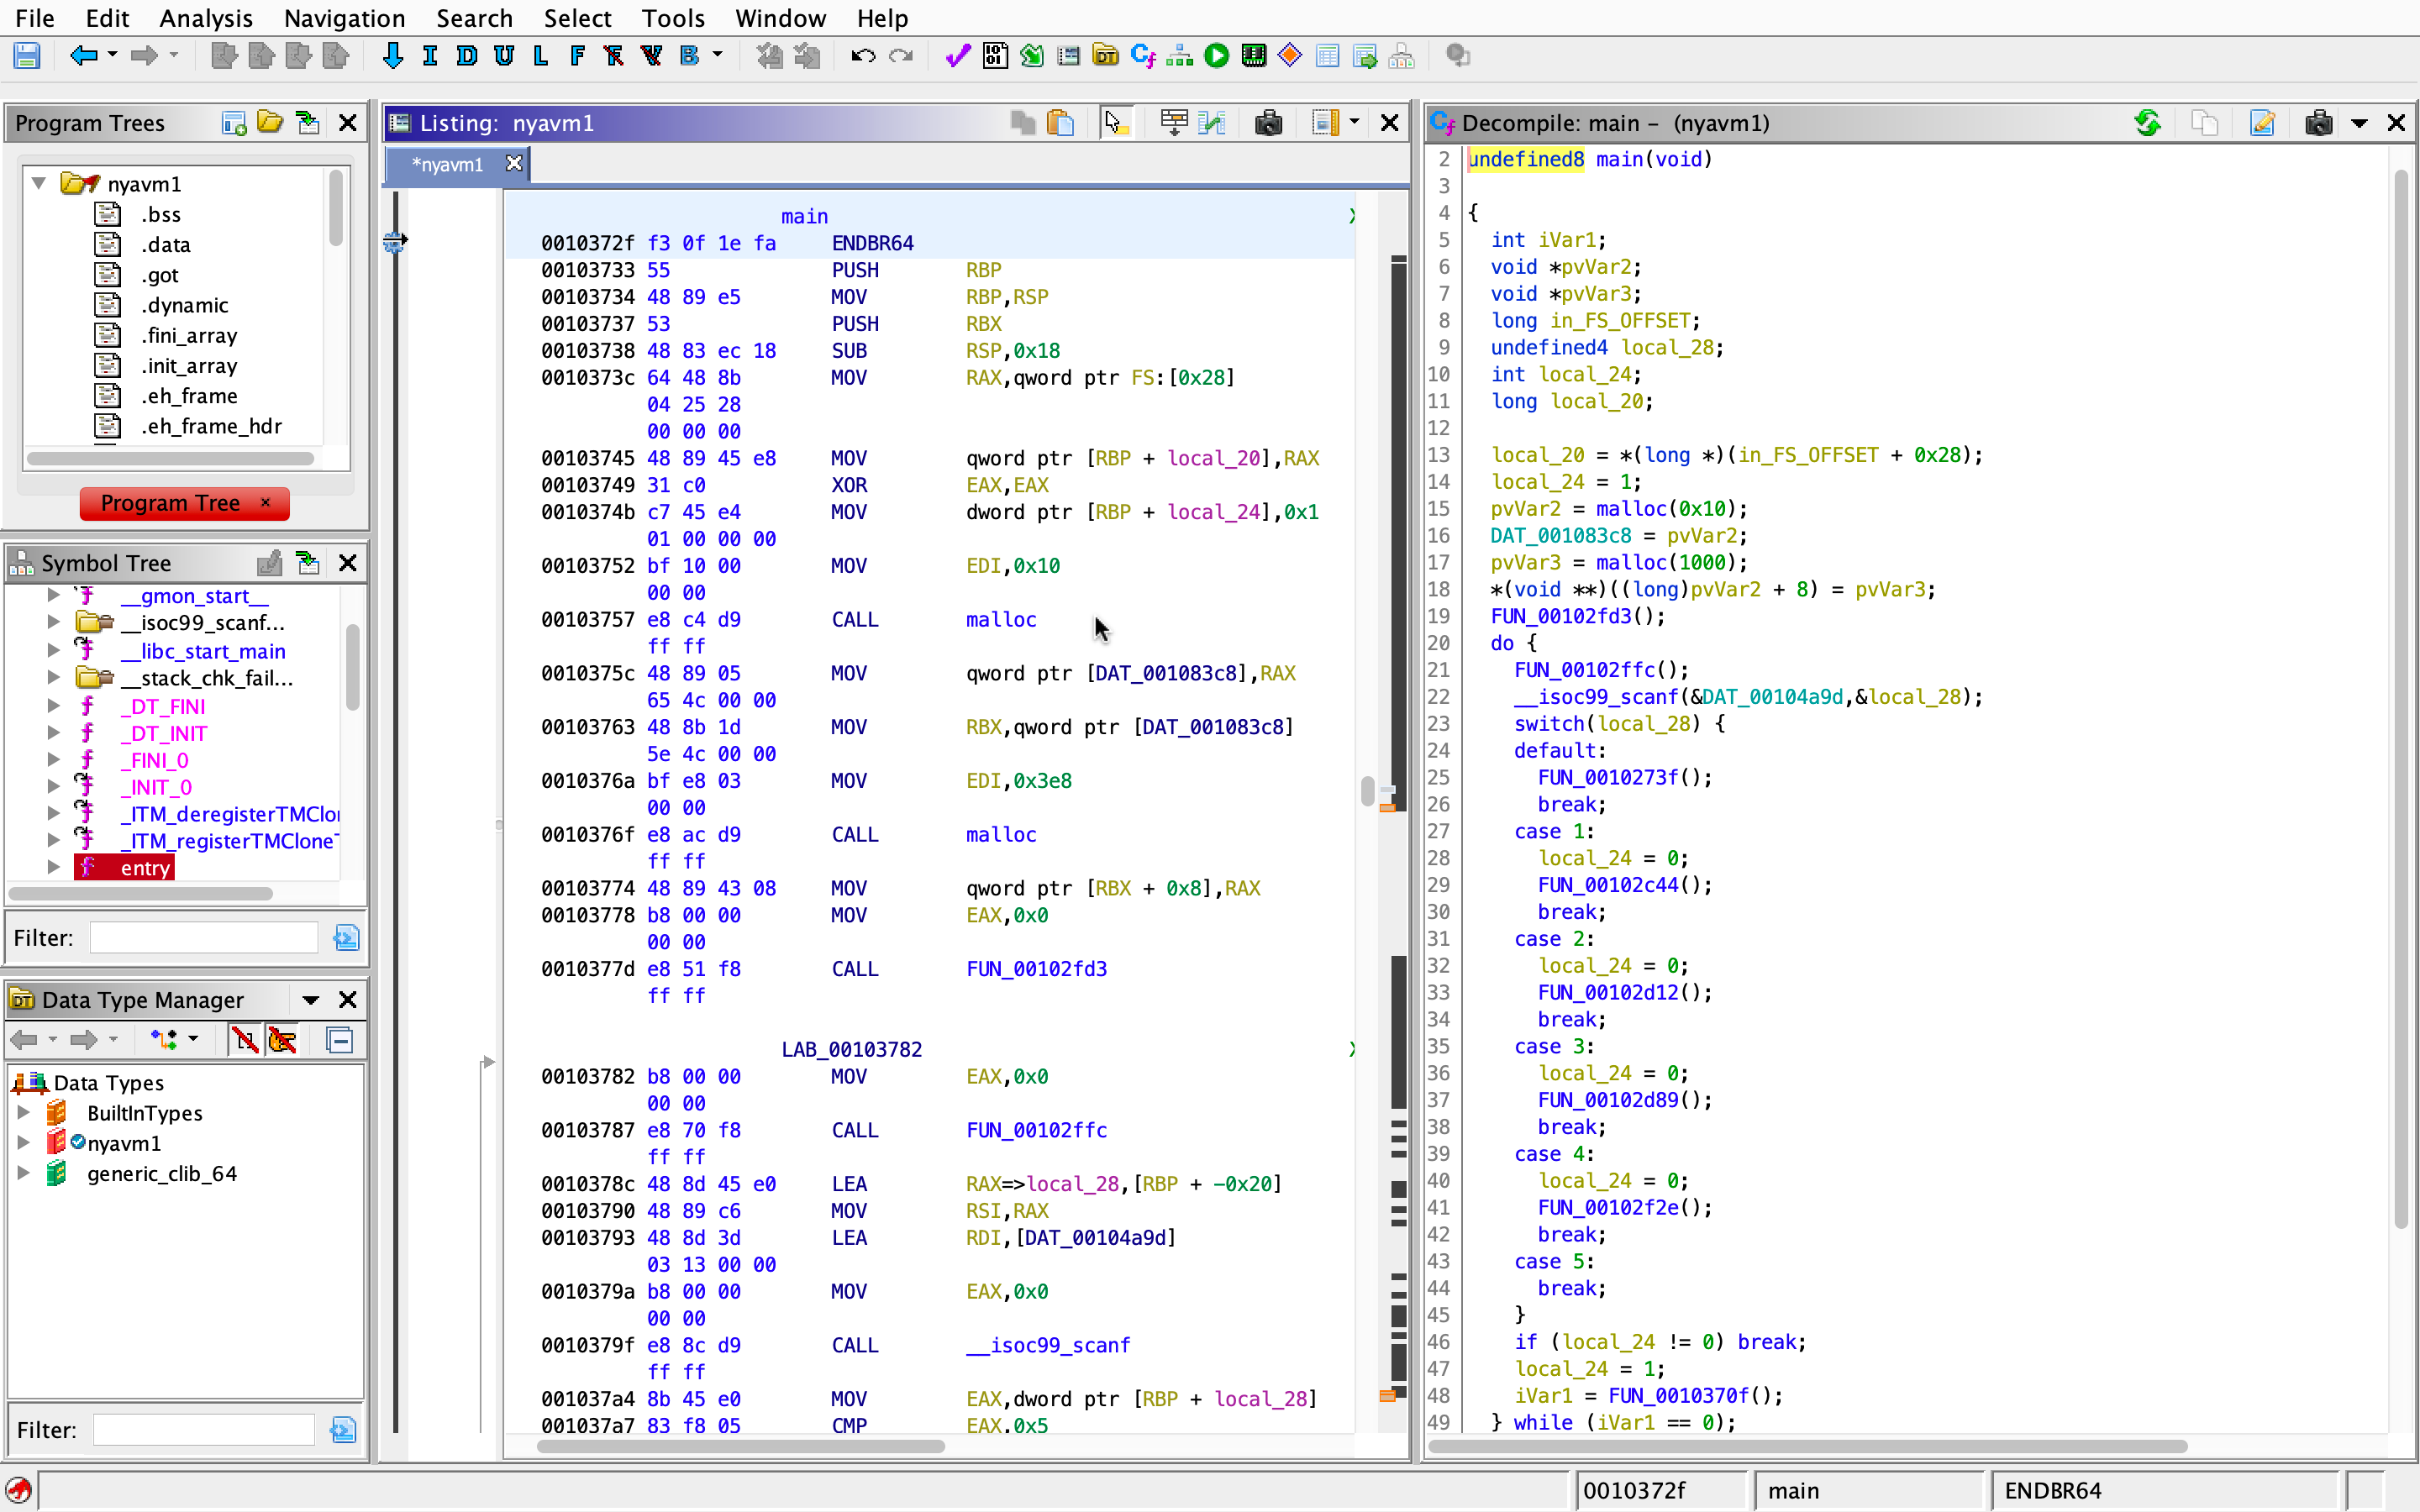 File Edit Analysis Navigation Search Select Tools Window Help
I D U L F B
Program Trees
nyavm1
.bss
.data
.got
.dynamic
.fini_array
.init_array
.eh_frame
.eh_frame_hdr
Program Tree ×
Symbol Tree
__gmon_start__
__isoc99_scanf...
__libc_start_main
__stack_chk_fail...
_DT_FINI
_DT_INIT
_FINI_0
_INIT_0
_ITM_deregisterTMClo
_ITM_registerTMClone
entry
Filter:
Data Type Manager
Data Types
BuiltInTypes
nyavm1
generic_clib_64
Filter:
Listing: nyavm1
*nyavm1
main
0010372f f3 0f 1e fa ENDBR64
00103733 55 PUSH RBP
00103734 48 89 e5 MOV RBP,RSP
00103737 53 PUSH RBX
00103738 48 83 ec 18 SUB RSP,0x18
0010373c 64 48 8b MOV RAX,qword ptr FS:[0x28]
04 25 28
00 00 00
00103745 48 89 45 e8 MOV qword ptr [RBP + local_20],RAX
00103749 31 c0 XOR EAX,EAX
0010374b c7 45 e4 MOV dword ptr [RBP + local_24],0x1
01 00 00 00
00103752 bf 10 00 MOV EDI,0x10
00 00
00103757 e8 c4 d9 CALL malloc
ff ff
0010375c 48 89 05 MOV qword ptr [DAT_001083c8],RAX
65 4c 00 00
00103763 48 8b 1d MOV RBX,qword ptr [DAT_001083c8]
5e 4c 00 00
0010376a bf e8 03 MOV EDI,0x3e8
00 00
0010376f e8 ac d9 CALL malloc
ff ff
00103774 48 89 43 08 MOV qword ptr [RBX + 0x8],RAX
00103778 b8 00 00 MOV EAX,0x0
00 00
0010377d e8 51 f8 CALL FUN_00102fd3
ff ff
LAB_00103782
00103782 b8 00 00 MOV EAX,0x0
00 00
00103787 e8 70 f8 CALL FUN_00102ffc
ff ff
0010378c 48 8d 45 e0 LEA RAX=>local_28,[RBP + -0x20]
00103790 48 89 c6 MOV RSI,RAX
00103793 48 8d 3d LEA RDI,[DAT_00104a9d]
03 13 00 00
0010379a b8 00 00 MOV EAX,0x0
00 00
0010379f e8 8c d9 CALL __isoc99_scanf
ff ff
001037a4 8b 45 e0 MOV EAX,dword ptr [RBP + local_28]
001037a7 83 f8 05 CMP EAX,0x5
Decompile: main – (nyavm1)
2 undefined8 main(void)
3
4 {
5 int iVar1;
6 void *pvVar2;
7 void *pvVar3;
8 long in_FS_OFFSET;
9 undefined4 local_28;
10 int local_24;
11 long local_20;
12
13 local_20 = *(long *)(in_FS_OFFSET + 0x28);
14 local_24 = 1;
15 pvVar2 = malloc(0x10);
16 DAT_001083c8 = pvVar2;
17 pvVar3 = malloc(1000);
18 *(void **)((long)pvVar2 + 8) = pvVar3;
19 FUN_00102fd3();
20 do {
21 FUN_00102ffc();
22 __isoc99_scanf(&DAT_00104a9d,&local_28);
23 switch(local_28) {
24 default:
25 FUN_0010273f();
26 break;
27 case 1:
28 local_24 = 0;
29 FUN_00102c44();
30 break;
31 case 2:
32 local_24 = 0;
33 FUN_00102d12();
34 break;
35 case 3:
36 local_24 = 0;
37 FUN_00102d89();
38 break;
39 case 4:
40 local_24 = 0;
41 FUN_00102f2e();
42 break;
43 case 5:
44 break;
45 }
46 if (local_24 != 0) break;
47 local_24 = 1;
48 iVar1 = FUN_0010370f();
49 } while (iVar1 == 0);
0010372f main ENDBR64